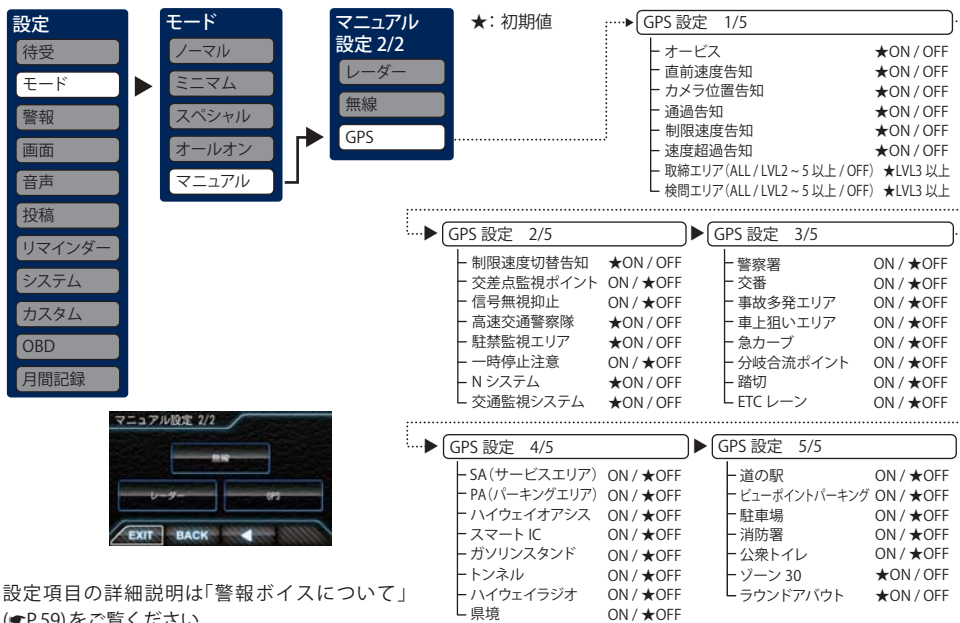 設定
待受
モード
警報
画面
音声
投稿
リマインダー
システム
カスタム
OBD
月間記録
モード
ノーマル
ミニマム
スペシャル
オールオン
マニュアル
マニュアル
設定 2/2
レーダー
無線
GPS
★：初期値
GPS 設定 1/5
オービス ★ON / OFF
直前速度告知 ★ON / OFF
カメラ位置告知 ★ON / OFF
通過告知 ★ON / OFF
制限速度告知 ★ON / OFF
速度超過告知 ★ON / OFF
取締エリア（ALL / LVL2 ~ 5 以上 / OFF） ★LVL3 以上
検問エリア（ALL / LVL2 ~ 5 以上 / OFF） ★LVL3 以上
GPS 設定 2/5
制限速度切替告知 ★ON / OFF
交差点監視ポイント ON / ★OFF
信号無視抑止 ON / ★OFF
高速交通警察隊 ★ON / OFF
駐禁監視エリア ★ON / OFF
一時停止注意 ON / ★OFF
N システム ★ON / OFF
交通監視システム ★ON / OFF
GPS 設定 3/5
警察署 ON / ★OFF
交番 ON / ★OFF
事故多発エリア ON / ★OFF
車上狙いエリア ON / ★OFF
急カーブ ON / ★OFF
分岐合流ポイント ON / ★OFF
踏切 ON / ★OFF
ETC レーン ON / ★OFF
GPS 設定 4/5
SA（サービスエリア） ON / ★OFF
PA（パーキングエリア） ON / ★OFF
ハイウェイオアシス ON / ★OFF
スマート IC ON / ★OFF
ガソリンスタンド ON / ★OFF
トンネル ON / ★OFF
ハイウェイラジオ ON / ★OFF
県境 ON / ★OFF
GPS 設定 5/5
道の駅 ON / ★OFF
ビューポイントパーキング ON / ★OFF
駐車場 ON / ★OFF
消防署 ON / ★OFF
公衆トイレ ON / ★OFF
ゾーン 30 ★ON / OFF
ラウンドアバウト ★ON / OFF
マニュアル設定 2/2
無線
レーダー
GPS
EXIT BACK
設定項目の詳細説明は「警報ボイスについて」
(☛P.59)をご覧ください